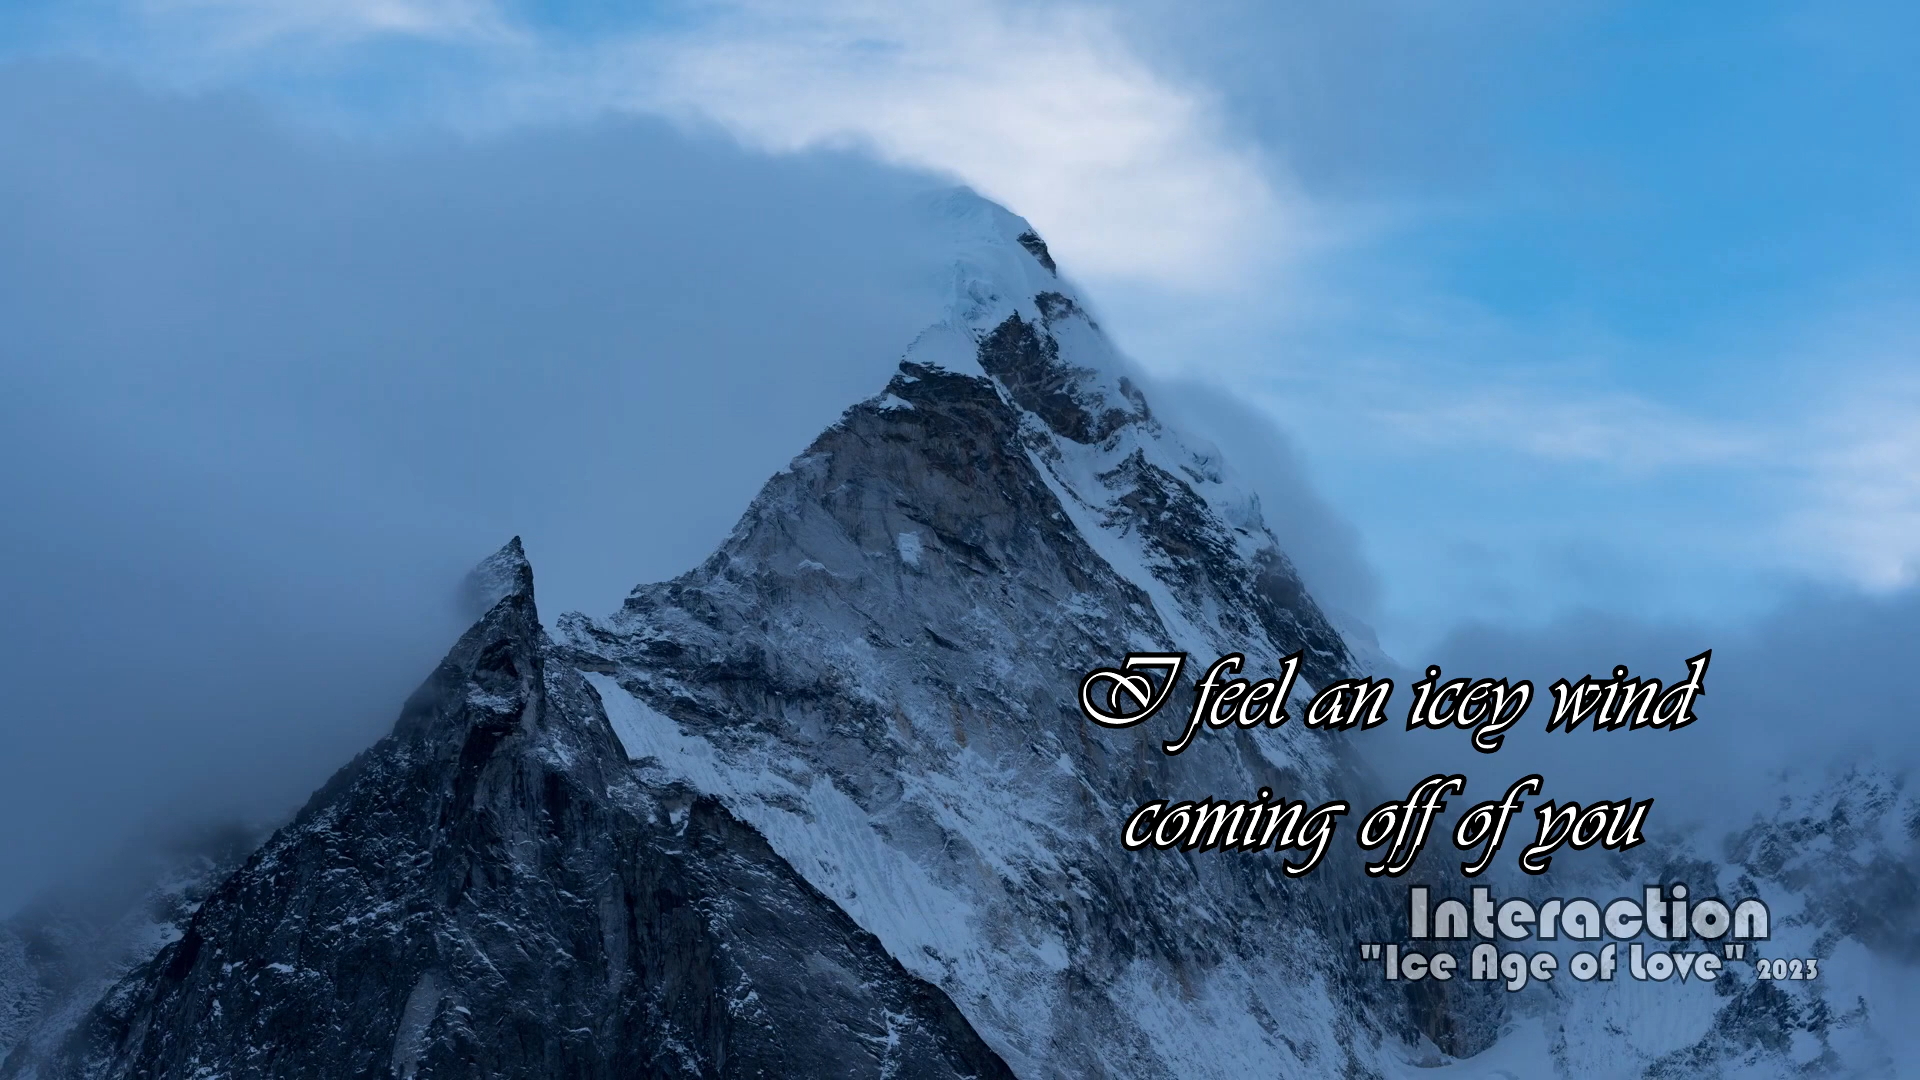 I feel an icey wind
coming off of you
Interaction
"Ice Age of Love" 2023